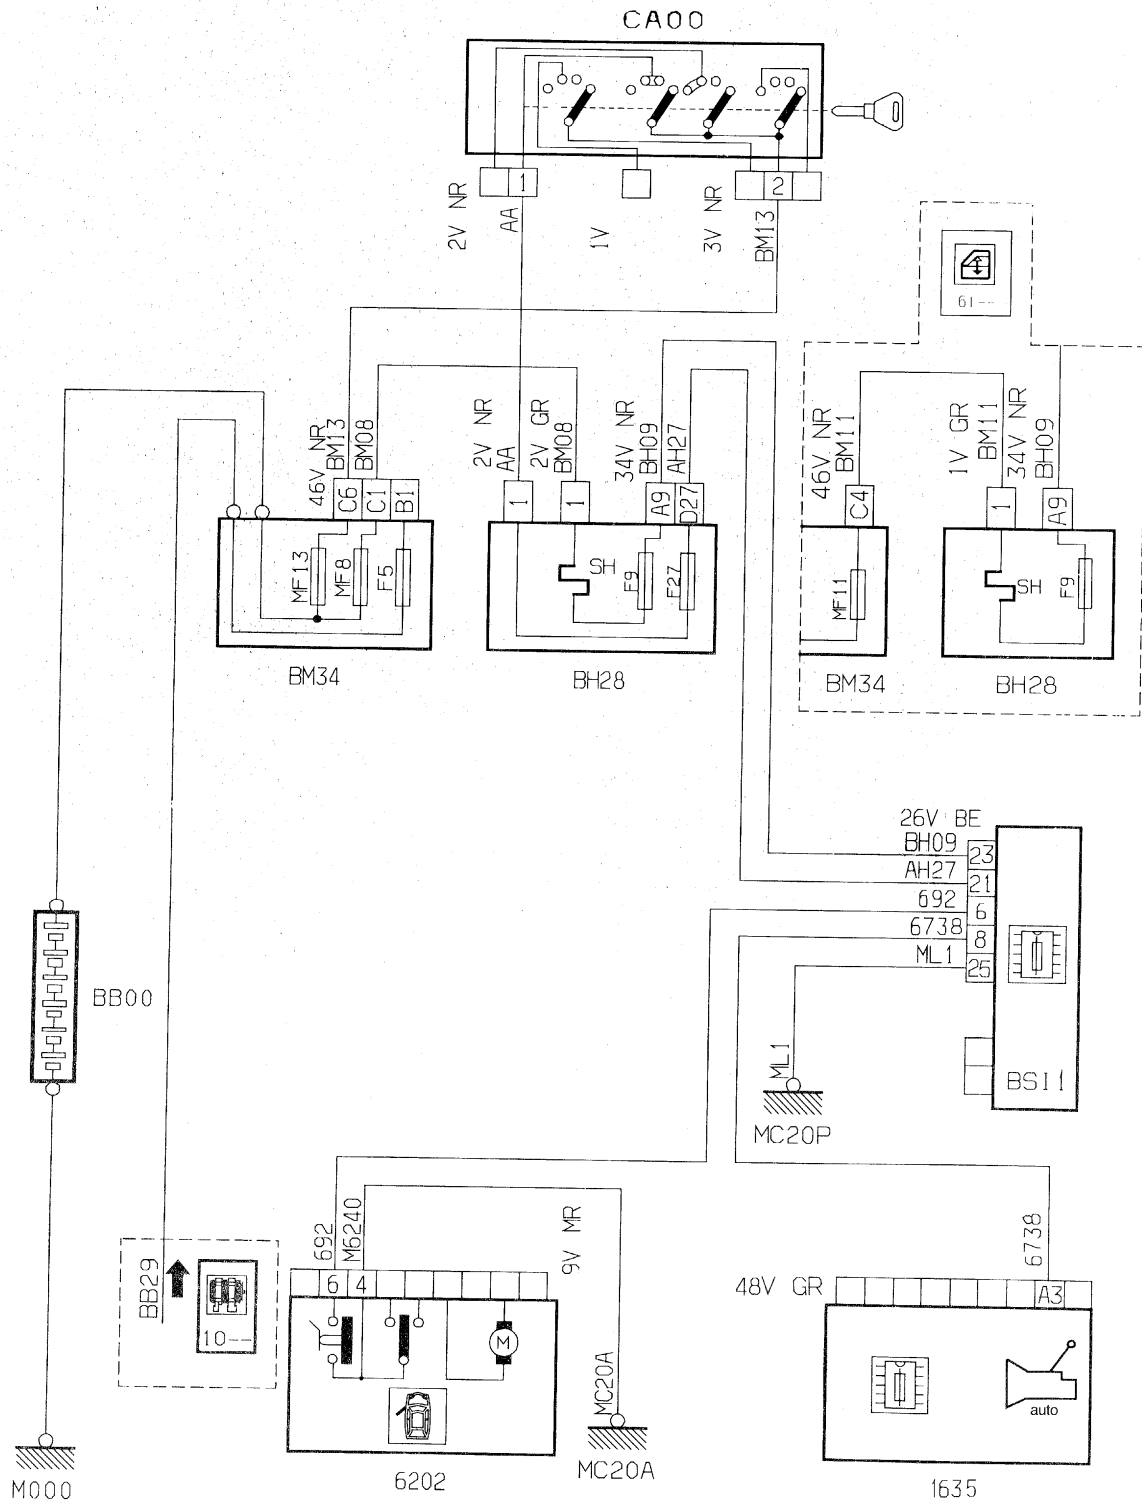 CA00
1
2
2V NR
AA
1V
3V NR
BM13
61--
46V NR
BM13
BM08
2V NR
AA
2V GR
BM08
34V NR
BH09
AH27
46V NR
BM11
1V GR
BM11
34V NR
BH09
C6
C1
B1
1
1
A9
D27
C4
1
A9
MF13
MF8
F5
SH
F9
F27
MF11
SH
F9
BM34
BH28
BM34
BH28
26V BE
BH09
23
AH27
21
692
6
6738
8
ML1
25
BB00
ML1
BSI1
MC20P
692
M6240
9V MR
6738
BB29
6
4
48V GR
A3
10--
M
MC20A
auto
M000
6202
MC20A
1635